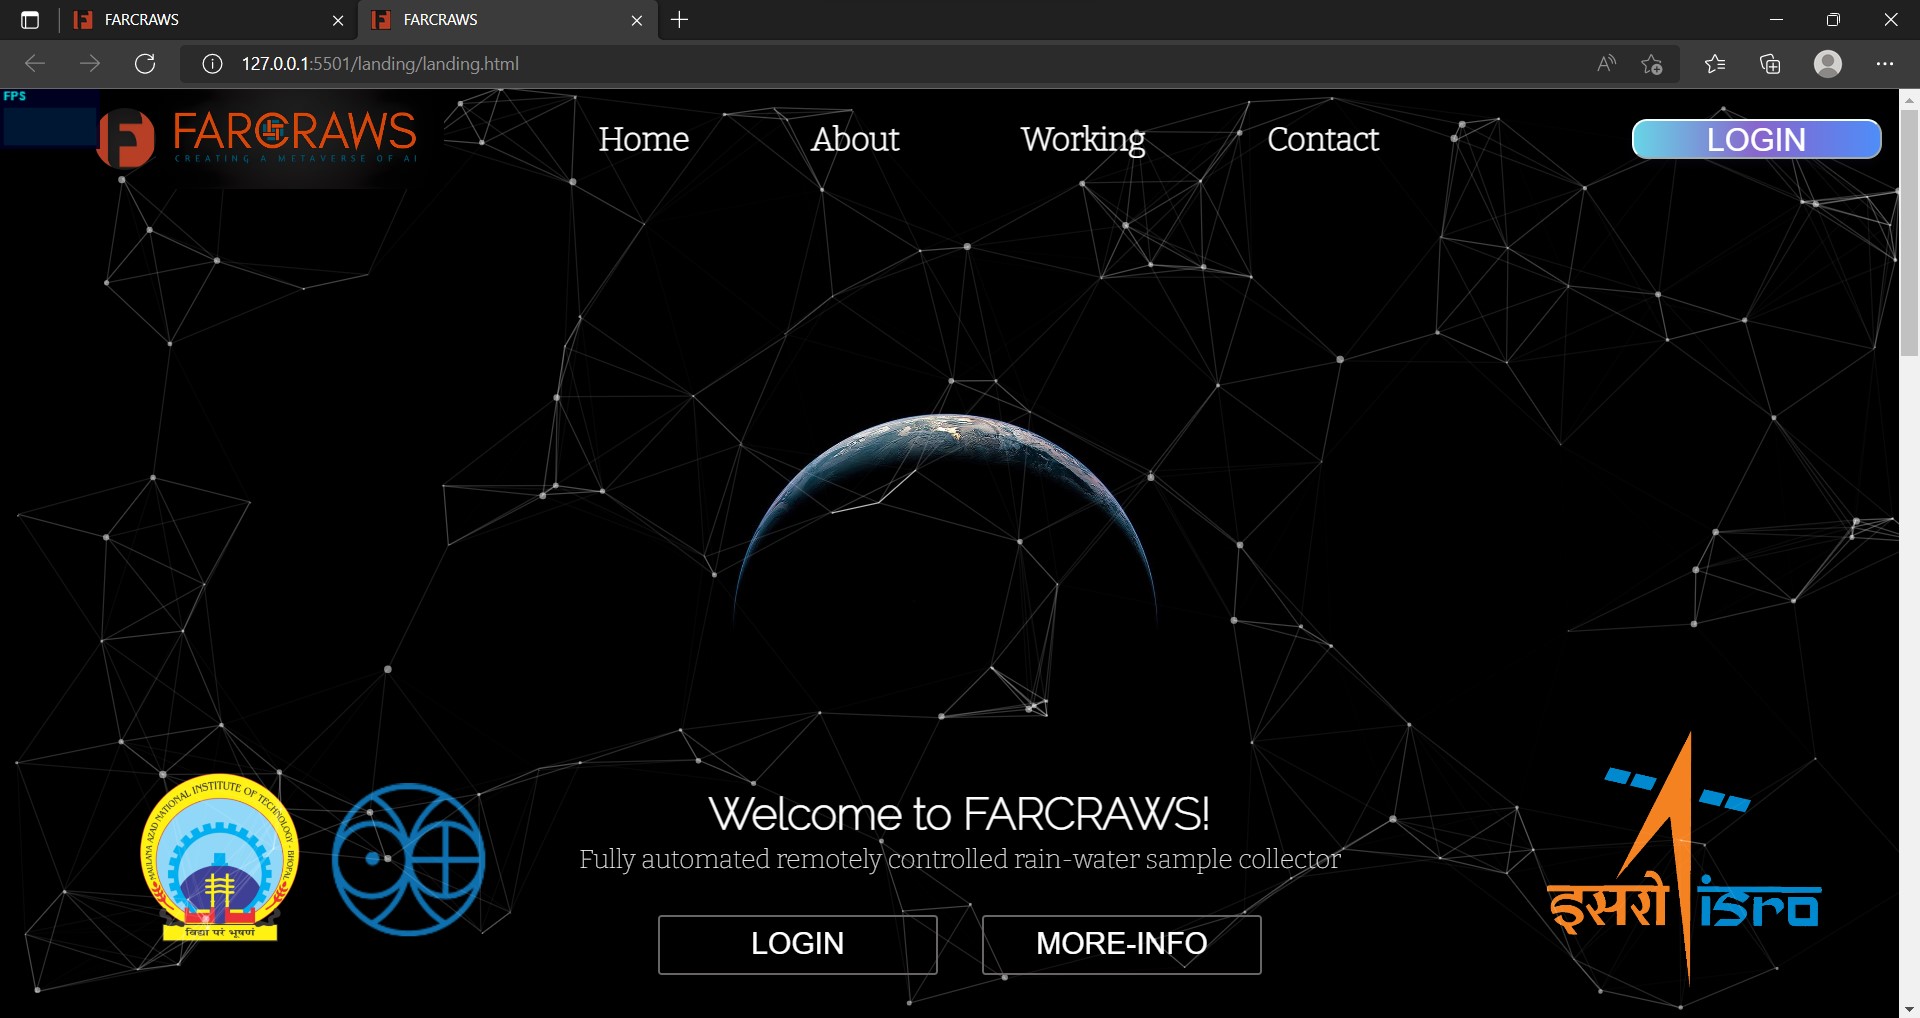 FARCRAWS
FARCRAWS
127.0.0.1:5501/landing/landing.html
FPS
FARCRAWS
CREATING A METAVERSE OF AI
Home
About
Working
Contact
LOGIN
MAULANA AZAD NATIONAL INSTITUTE OF TECHNOLOGY - BHOPAL
विद्या परं भूषणं
Welcome to FARCRAWS!
Fully automated remotely controlled rain-water sample collector
LOGIN
MORE-INFO
इसरो isro